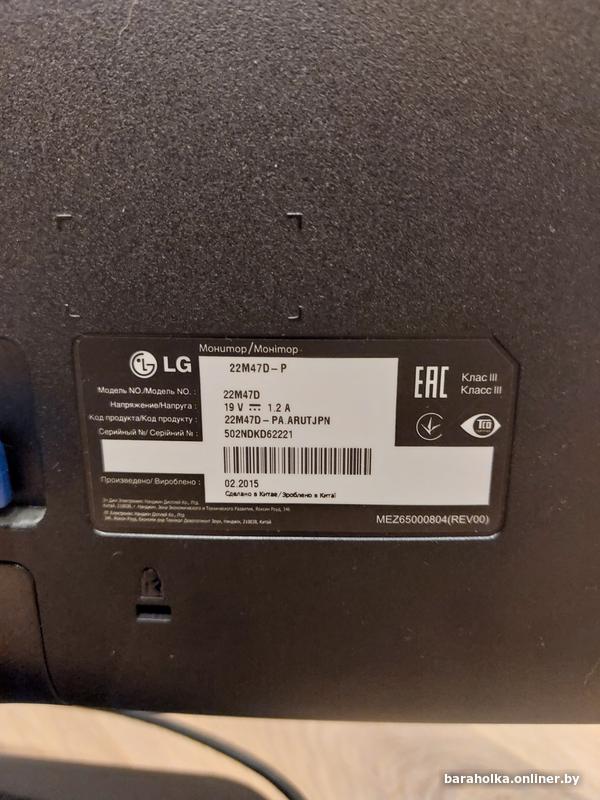 Монитор/Монітор
LG
22M47D-P
EAC
Клас III
Класс III
Модель NO./Модель NO. :
22M47D
Напряжение/Напруга :
19 V 1.2 A
Код продукта/Код продукту :
22M47D-PA.ARUTJPN
Серийный №/ Серійний № :
502NDKD62221
TCO
Произведено/ Вироблено :
02.2015
Сделано в Китае/Зроблено в Китаї
MEZ65000804(REV00)
baraholka.onliner.by